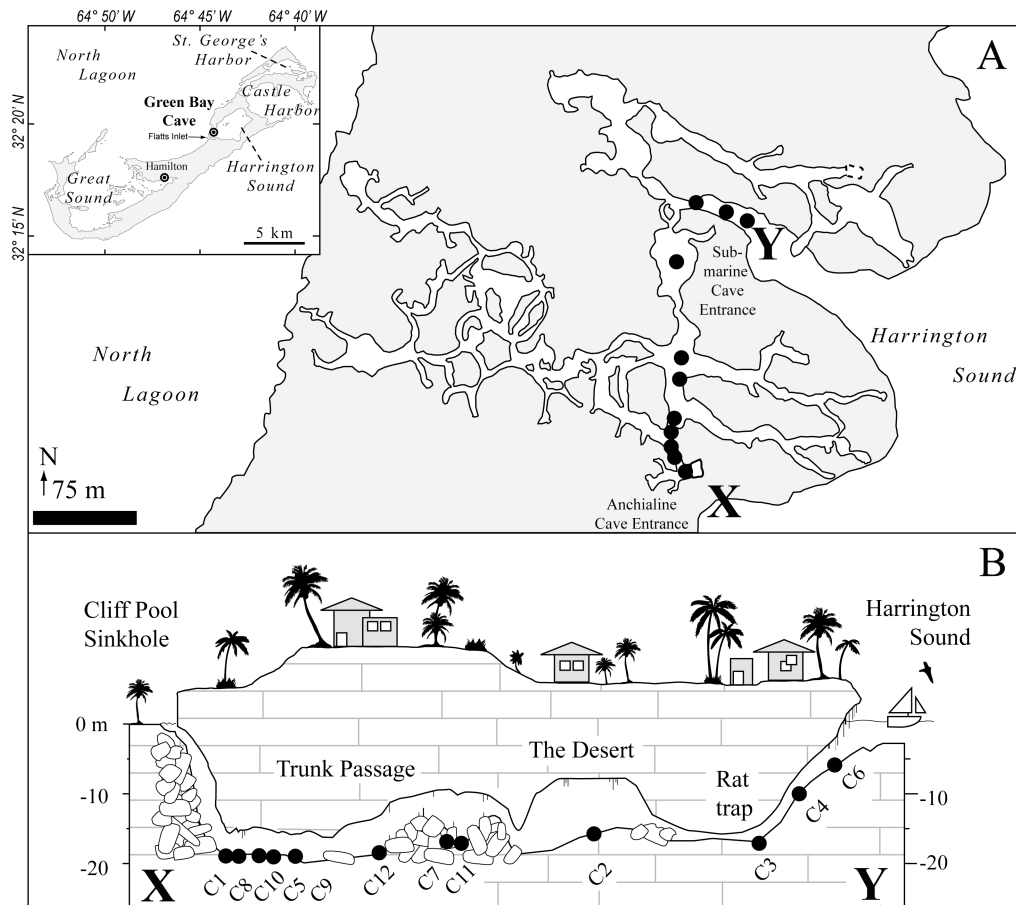 64° 50' W
64° 45' W
64° 40' W
32° 20' N
32° 15' N
North
Lagoon
St. George's
Harbor
Castle
Harbor
Green Bay
Cave
Flatts Inlet
Harrington
Sound
Hamilton
Great
Sound
5 km
A
Y
Sub-
marine
Cave
Entrance
Harrington
Sound
North
Lagoon
N
75 m
X
Anchialine
Cave Entrance
B
Cliff Pool
Sinkhole
Harrington
Sound
0 m
-10
-20
Trunk Passage
The Desert
Rat
trap
-10
-20
X
C1
C8
C10
C5
C9
C12
C7
C11
C2
C3
C4
C6
Y